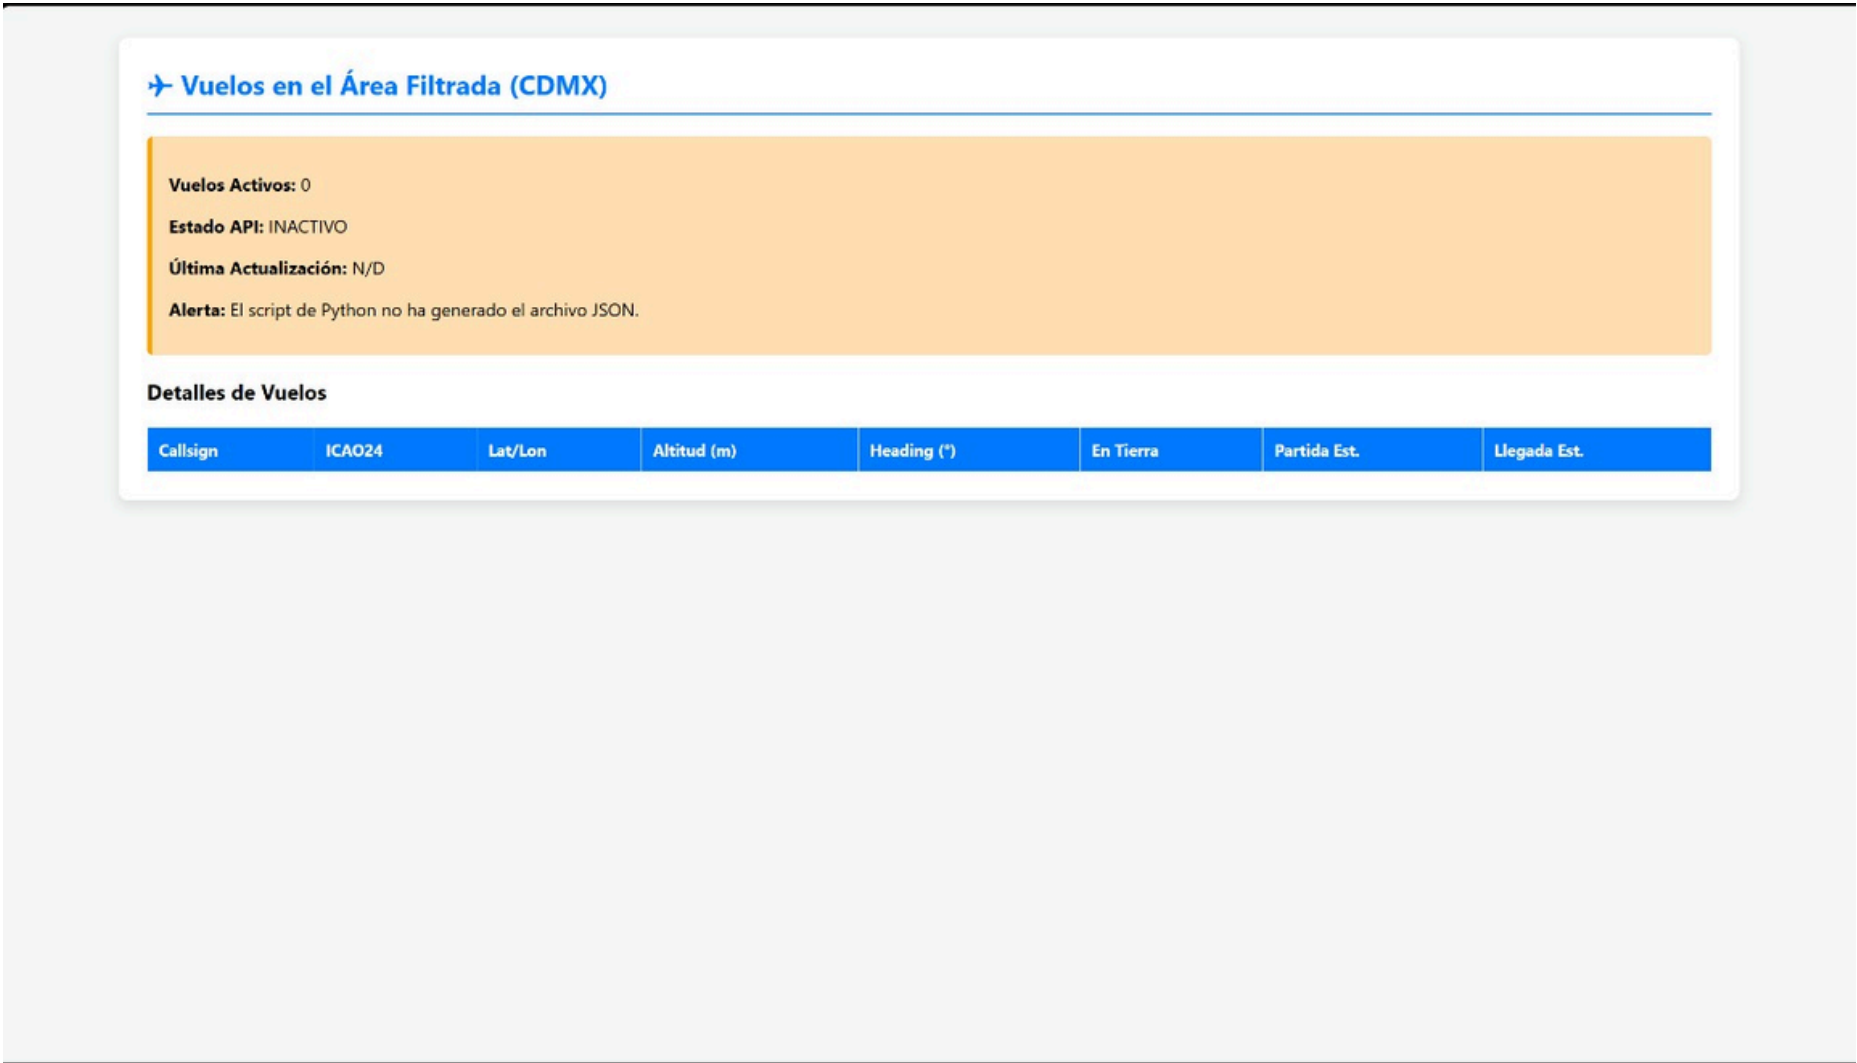 ✈ Vuelos en el Área Filtrada (CDMX)
Vuelos Activos: 0
Estado API: INACTIVO
Última Actualización: N/D
Alerta: El script de Python no ha generado el archivo JSON.
Detalles de Vuelos
Callsign ICAO24 Lat/Lon Altitud (m) Heading (°) En Tierra Partida Est. Llegada Est.